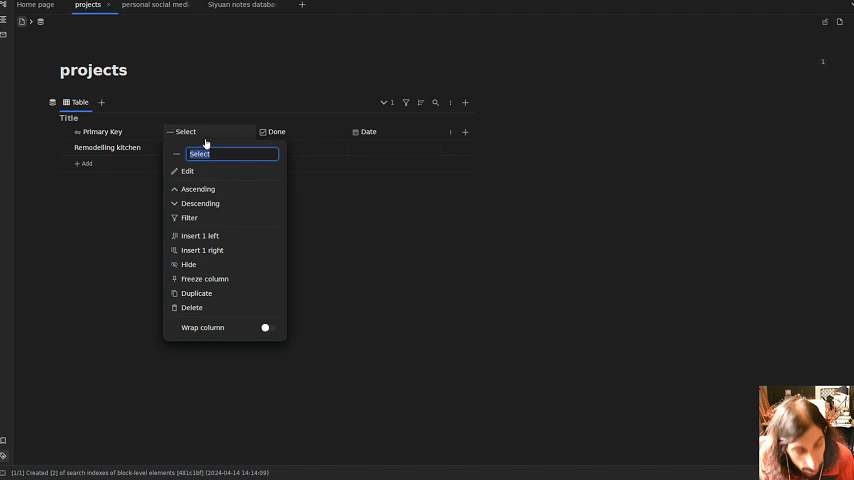 Home page projects × personal social medi Siyuan notes databa +
1
projects
Table + 1
Title
Primary Key Select Done Date
Remodelling kitchen
+ Add
Select
Edit
Ascending
Descending
Filter
Insert 1 left
Insert 1 right
Hide
Freeze column
Duplicate
Delete
Wrap column
[1/1] Created [2] of search indexes of block-level elements [481c1bf] (2024-04-14 14:14:09)